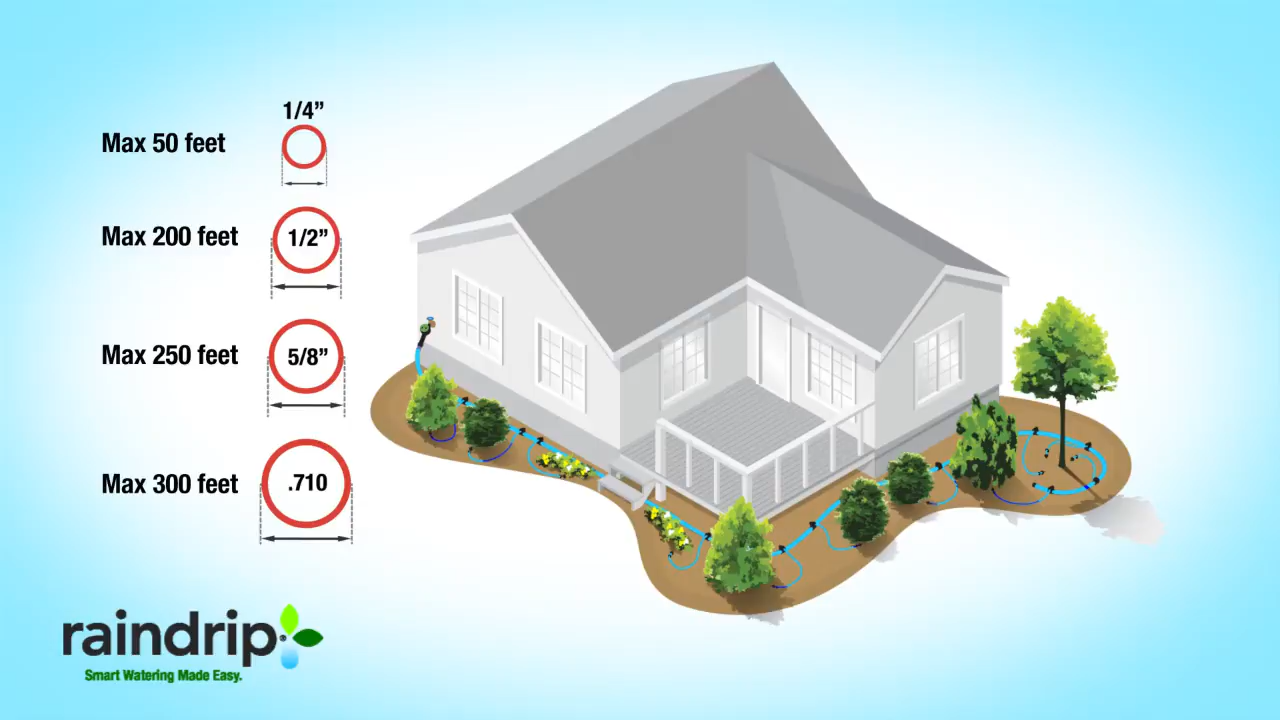 1/4”
Max 50 feet
Max 200 feet
1/2”
Max 250 feet
5/8”
Max 300 feet
.710
raindrip®
Smart Watering Made Easy.